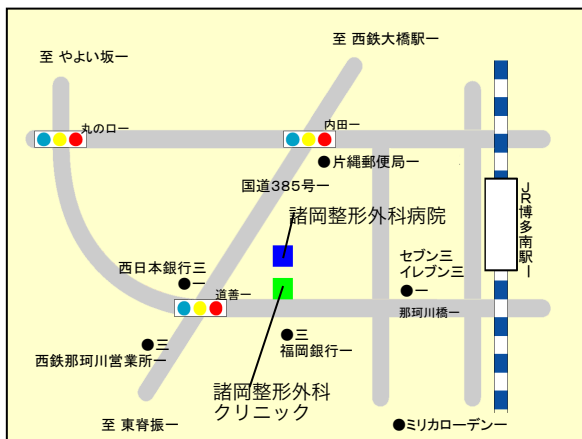 至 西鉄大橋駅ー
至 やよい坂ー
丸の口ー
内田ー
●片縄郵便局ー
国道385号ー
JR博多南駅ー
諸岡整形外科病院
西日本銀行三
●ー
セブン三
イレブン三
●ー
道善ー
那珂川橋ー
●三
西鉄那珂川営業所ー
●三
福岡銀行ー
諸岡整形外科
クリニック
至 東脊振ー
●ミリカローデンー